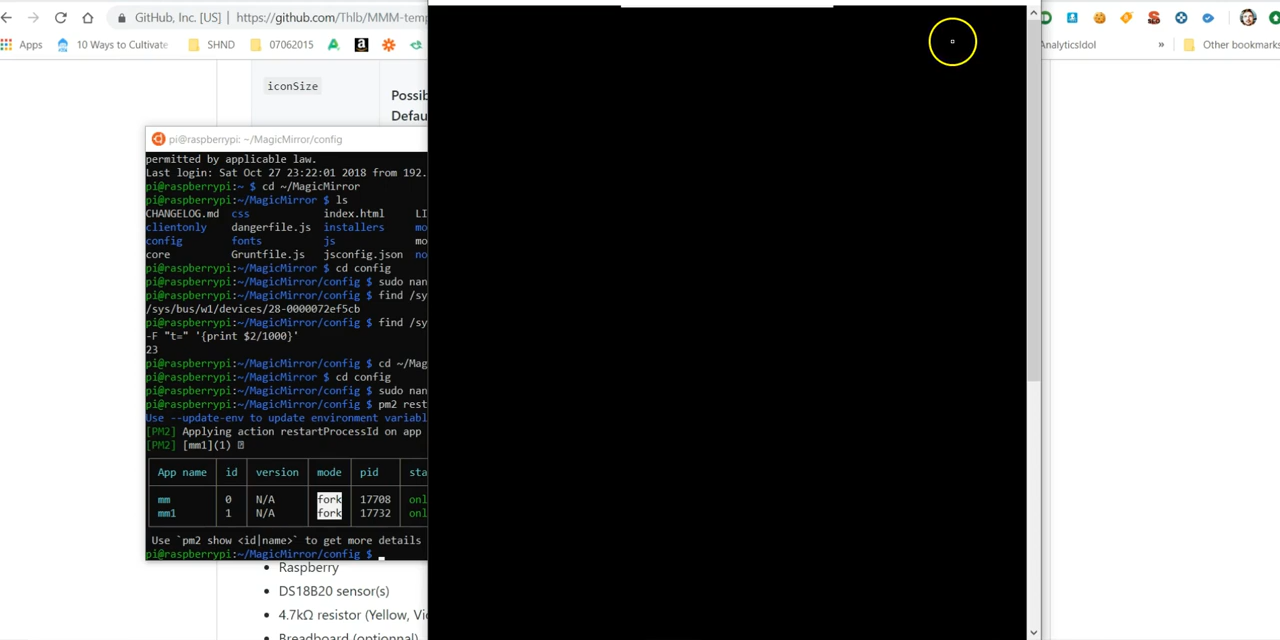 GitHub, Inc. [US] | https://github.com/Thlb/MMM-temp
Apps 10 Ways to Cultivate SHND 07062015 AnalyticsIdol » Other bookmarks
iconSize
Possib
Defau
pi@raspberrypi: ~/MagicMirror/config
permitted by applicable law.
Last login: Sat Oct 27 23:22:01 2018 from 192.
pi@raspberrypi:~ $ cd ~/MagicMirror
pi@raspberrypi:~/MagicMirror $ ls
CHANGELOG.md css index.html LI
clientonly dangerfile.js installers mo
config fonts js mo
core Gruntfile.js jsconfig.json no
pi@raspberrypi:~/MagicMirror $ cd config
pi@raspberrypi:~/MagicMirror/config $ sudo nan
pi@raspberrypi:~/MagicMirror/config $ find /sy
/sys/bus/w1/devices/28-0000072ef5cb
pi@raspberrypi:~/MagicMirror/config $ find /sy
-F "t=" '{print $2/1000}'
23
pi@raspberrypi:~/MagicMirror/config $ cd ~/Mag
pi@raspberrypi:~/MagicMirror $ cd config
pi@raspberrypi:~/MagicMirror/config $ sudo nan
pi@raspberrypi:~/MagicMirror/config $ pm2 rest
Use --update-env to update environment variabl
[PM2] Applying action restartProcessId on app
[PM2] [mm1](1)
App name id version mode pid sta
mm 0 N/A fork 17708 onl
mm1 1 N/A fork 17732 onl
Use `pm2 show <id|name>` to get more details
pi@raspberrypi:~/MagicMirror/config $
• Raspberry
• DS18B20 sensor(s)
• 4.7kΩ resistor (Yellow, Vio
• Breadboard (optionnal)